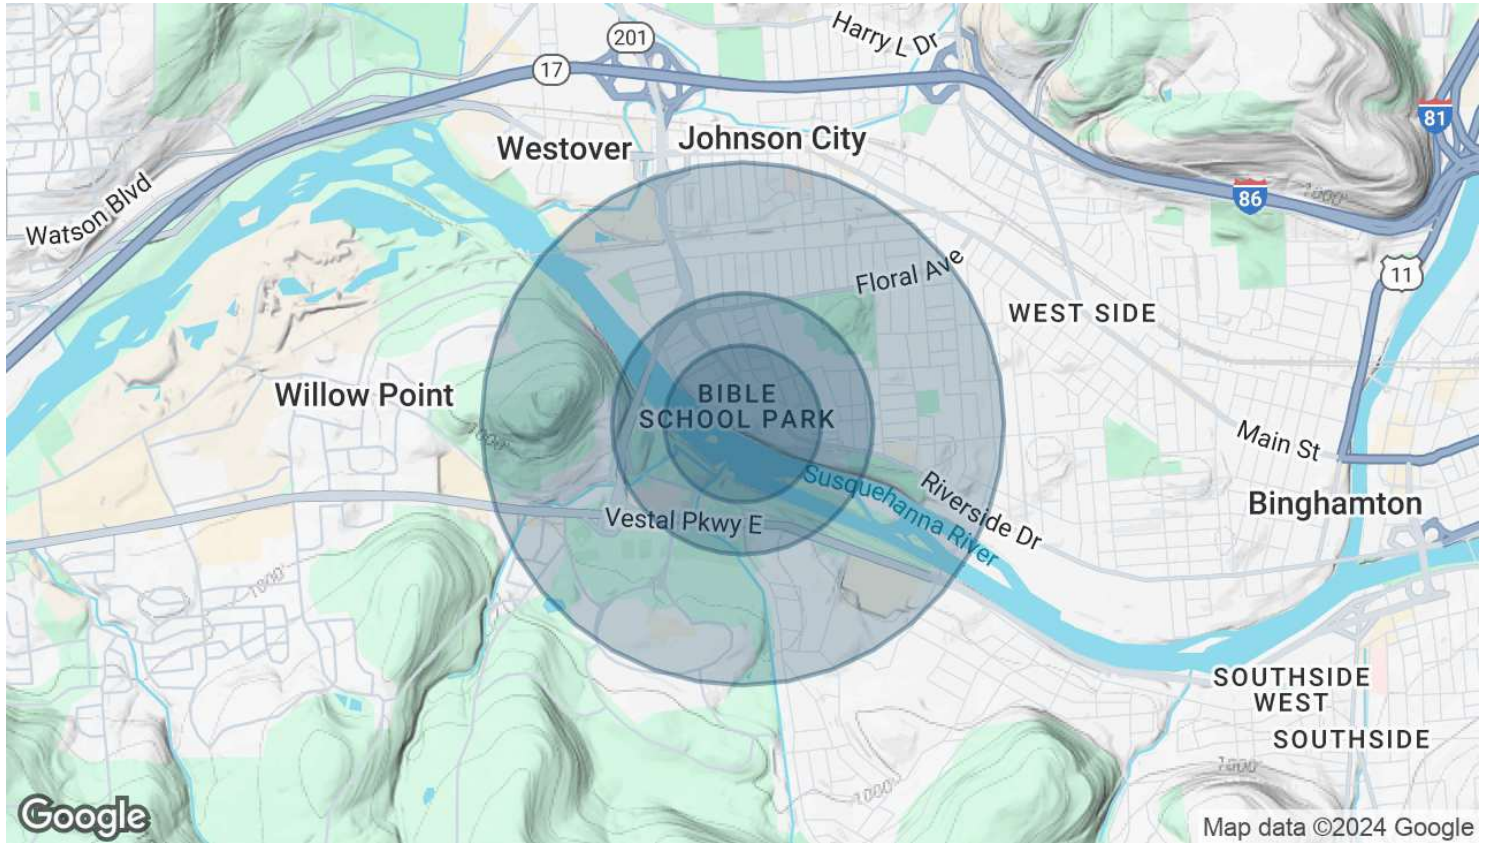 201
Harry L Dr
17
81
Westover
Johnson City
86
1000'
Watson Blvd
Floral Ave
11
WEST SIDE
Willow Point
BIBLE
SCHOOL PARK
1000'
Main St
Susquehanna River
Riverside Dr
Binghamton
Vestal Pkwy E
1000'
SOUTHSIDE
WEST
SOUTHSIDE
1000'
1000'
Google
Map data ©2024 Google